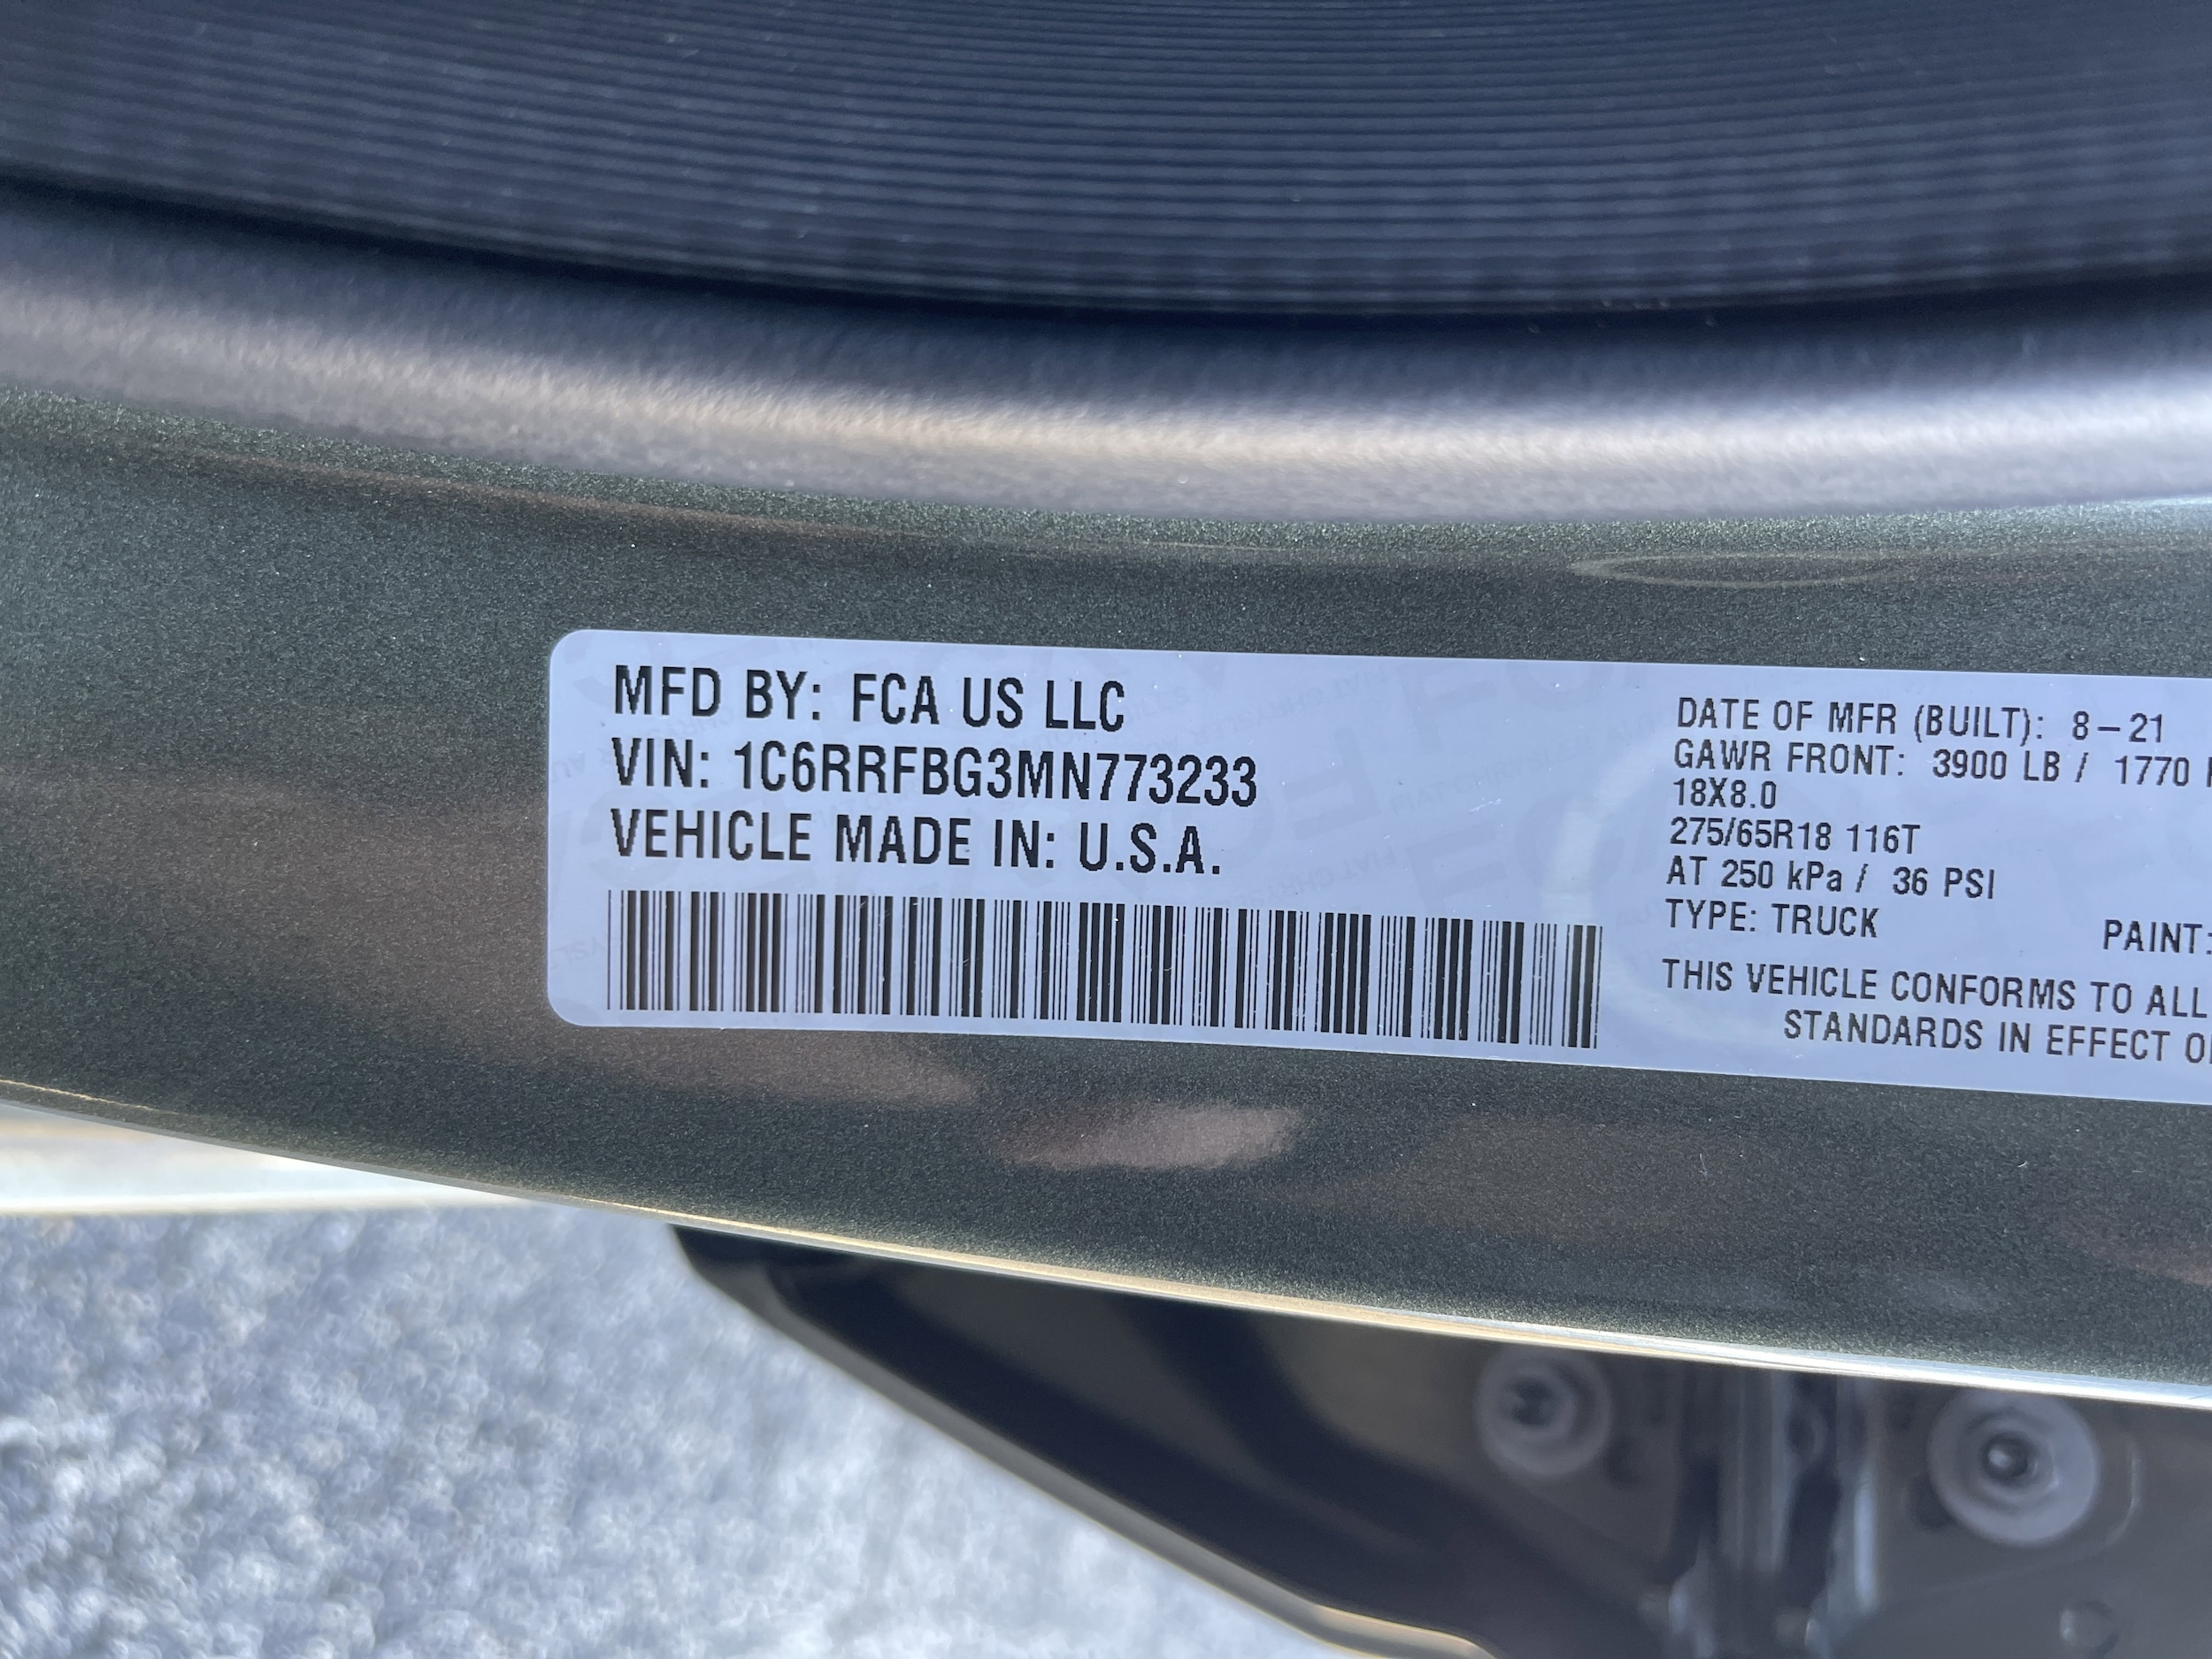 MFD BY: FCA US LLC
VIN: 1C6RRFBG3MN773233
VEHICLE MADE IN: U.S.A.
DATE OF MFR (BUILT): 8-21
GAWR FRONT: 3900 LB / 1770
18X8.0
275/65R18 116T
AT 250 kPa / 36 PSI
TYPE: TRUCK PAINT:
THIS VEHICLE CONFORMS TO ALL
STANDARDS IN EFFECT